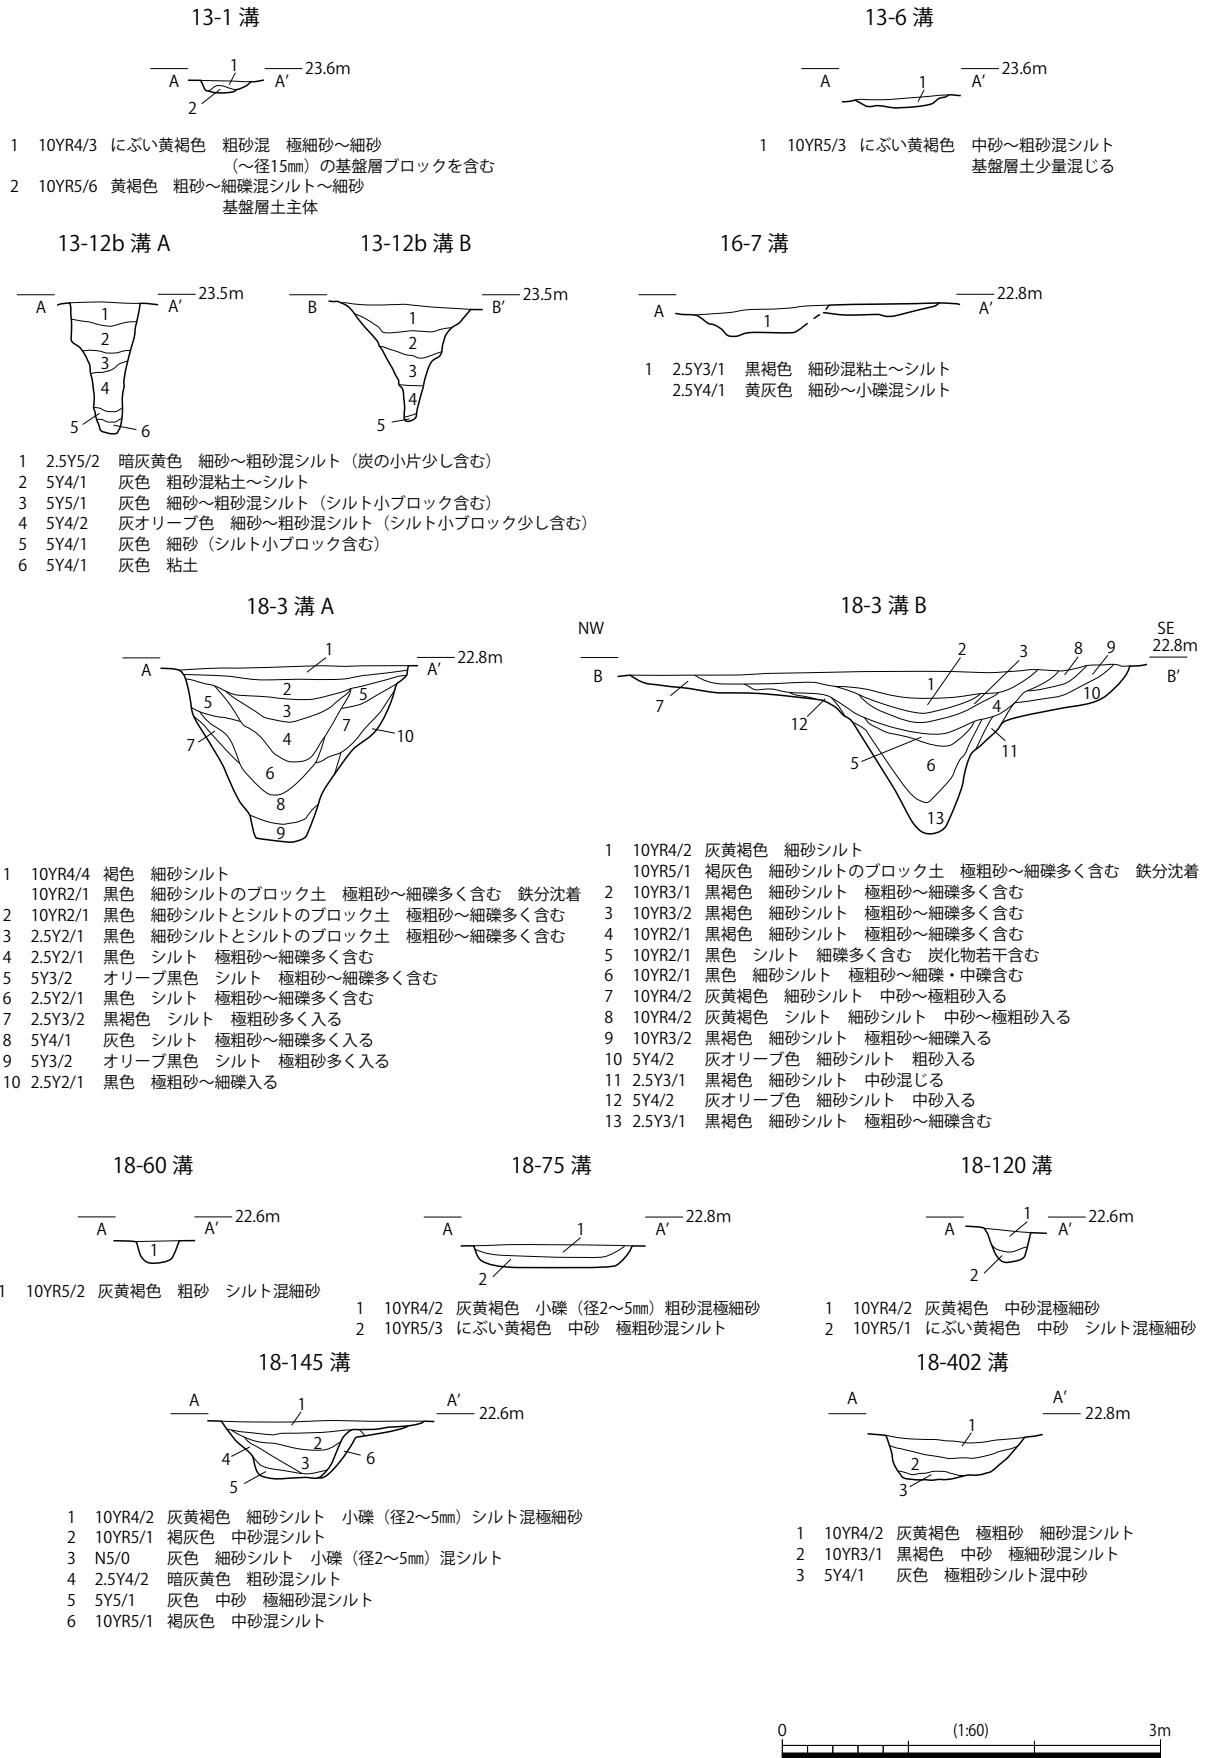 13-1 溝
A A′ 23.6m
1
2
1 10YR4/3 にぶい黄褐色 粗砂混 極細砂～細砂
（～径15㎜）の基盤層ブロックを含む
2 10YR5/6 黄褐色 粗砂～細礫混シルト～細砂
基盤層土主体
13-6 溝
A A′ 23.6m
1
1 10YR5/3 にぶい黄褐色 中砂～粗砂混シルト
基盤層土少量混じる
13-12b 溝 A
A A′ 23.5m
1
2
3
4
5
6
13-12b 溝 B
B B′ 23.5m
1
2
3
4
5
1 2.5Y5/2 暗灰黄色 細砂～粗砂混シルト（炭の小片少し含む）
2 5Y4/1 灰色 粗砂混粘土～シルト
3 5Y5/1 灰色 細砂～粗砂混シルト（シルト小ブロック含む）
4 5Y4/2 灰オリーブ色 細砂～粗砂混シルト（シルト小ブロック少し含む）
5 5Y4/1 灰色 細砂（シルト小ブロック含む）
6 5Y4/1 灰色 粘土
16-7 溝
A A′ 22.8m
1
1 2.5Y3/1 黒褐色 細砂混粘土～シルト
2.5Y4/1 黄灰色 細砂～小礫混シルト
18-3 溝 A
A A′ 22.8m
1
2
3
4
5
5
6
7
7
8
9
10
1 10YR4/4 褐色 細砂シルト
10YR2/1 黒色 細砂シルトのブロック土 極粗砂～細礫多く含む 鉄分沈着
2 10YR2/1 黒色 細砂シルトとシルトのブロック土 極粗砂～細礫多く含む
3 2.5Y2/1 黒色 細砂シルトとシルトのブロック土 極粗砂～細礫多く含む
4 2.5Y2/1 黒色 シルト 極粗砂～細礫多く含む
5 5Y3/2 オリーブ黒色 シルト 極粗砂～細礫多く含む
6 2.5Y2/1 黒色 シルト 極粗砂～細礫多く含む
7 2.5Y3/2 黒褐色 シルト 極粗砂多く入る
8 5Y4/1 灰色 シルト 極粗砂～細礫多く入る
9 5Y3/2 オリーブ黒色 シルト 極粗砂多く入る
10 2.5Y2/1 黒色 極粗砂～細礫入る
18-3 溝 B
NW SE
B B′ 22.8m
1
2
3
4
5
6
7
8
9
10
11
12
13
1 10YR4/2 灰黄褐色 細砂シルト
10YR5/1 褐灰色 細砂シルトのブロック土 極粗砂～細礫多く含む 鉄分沈着
2 10YR3/1 黒褐色 細砂シルト 極粗砂～細礫多く含む
3 10YR3/2 黒褐色 細砂シルト 極粗砂～細礫多く含む
4 10YR2/1 黒褐色 細砂シルト 極粗砂～細礫多く含む
5 10YR2/1 黒色 シルト 細礫多く含む 炭化物若干含む
6 10YR2/1 黒色 細砂シルト 極粗砂～細礫・中礫含む
7 10YR4/2 灰黄褐色 細砂シルト 中砂～極粗砂入る
8 10YR4/2 灰黄褐色 シルト 細砂シルト 中砂～極粗砂入る
9 10YR3/2 黒褐色 細砂シルト 極粗砂～細礫入る
10 5Y4/2 灰オリーブ色 細砂シルト 粗砂入る
11 2.5Y3/1 黒褐色 細砂シルト 中砂混じる
12 5Y4/2 灰オリーブ色 細砂シルト 中砂入る
13 2.5Y3/1 黒褐色 細砂シルト 極粗砂～細礫含む
18-60 溝
A A′ 22.6m
1
1 10YR5/2 灰黄褐色 粗砂 シルト混細砂
18-75 溝
A A′ 22.8m
1
2
1 10YR4/2 灰黄褐色 小礫（径2～5㎜）粗砂混極細砂
2 10YR5/3 にぶい黄褐色 中砂 極粗砂混シルト
18-120 溝
A A′ 22.6m
1
2
1 10YR4/2 灰黄褐色 中砂混極細砂
2 10YR5/1 にぶい黄褐色 中砂 シルト混極細砂
18-145 溝
A A′ 22.6m
1
2
3
4
5
6
1 10YR4/2 灰黄褐色 細砂シルト 小礫（径2～5㎜）シルト混極細砂
2 10YR5/1 褐灰色 中砂混シルト
3 N5/0 灰色 細砂シルト 小礫（径2～5㎜）混シルト
4 2.5Y4/2 暗灰黄色 粗砂混シルト
5 5Y5/1 灰色 中砂 極細砂混シルト
6 10YR5/1 褐灰色 中砂混シルト
18-402 溝
A A′ 22.8m
1
2
3
1 10YR4/2 灰黄褐色 極粗砂 細砂混シルト
2 10YR3/1 黒褐色 中砂 極細砂混シルト
3 5Y4/1 灰色 極粗砂シルト混中砂
0 (1:60) 3m